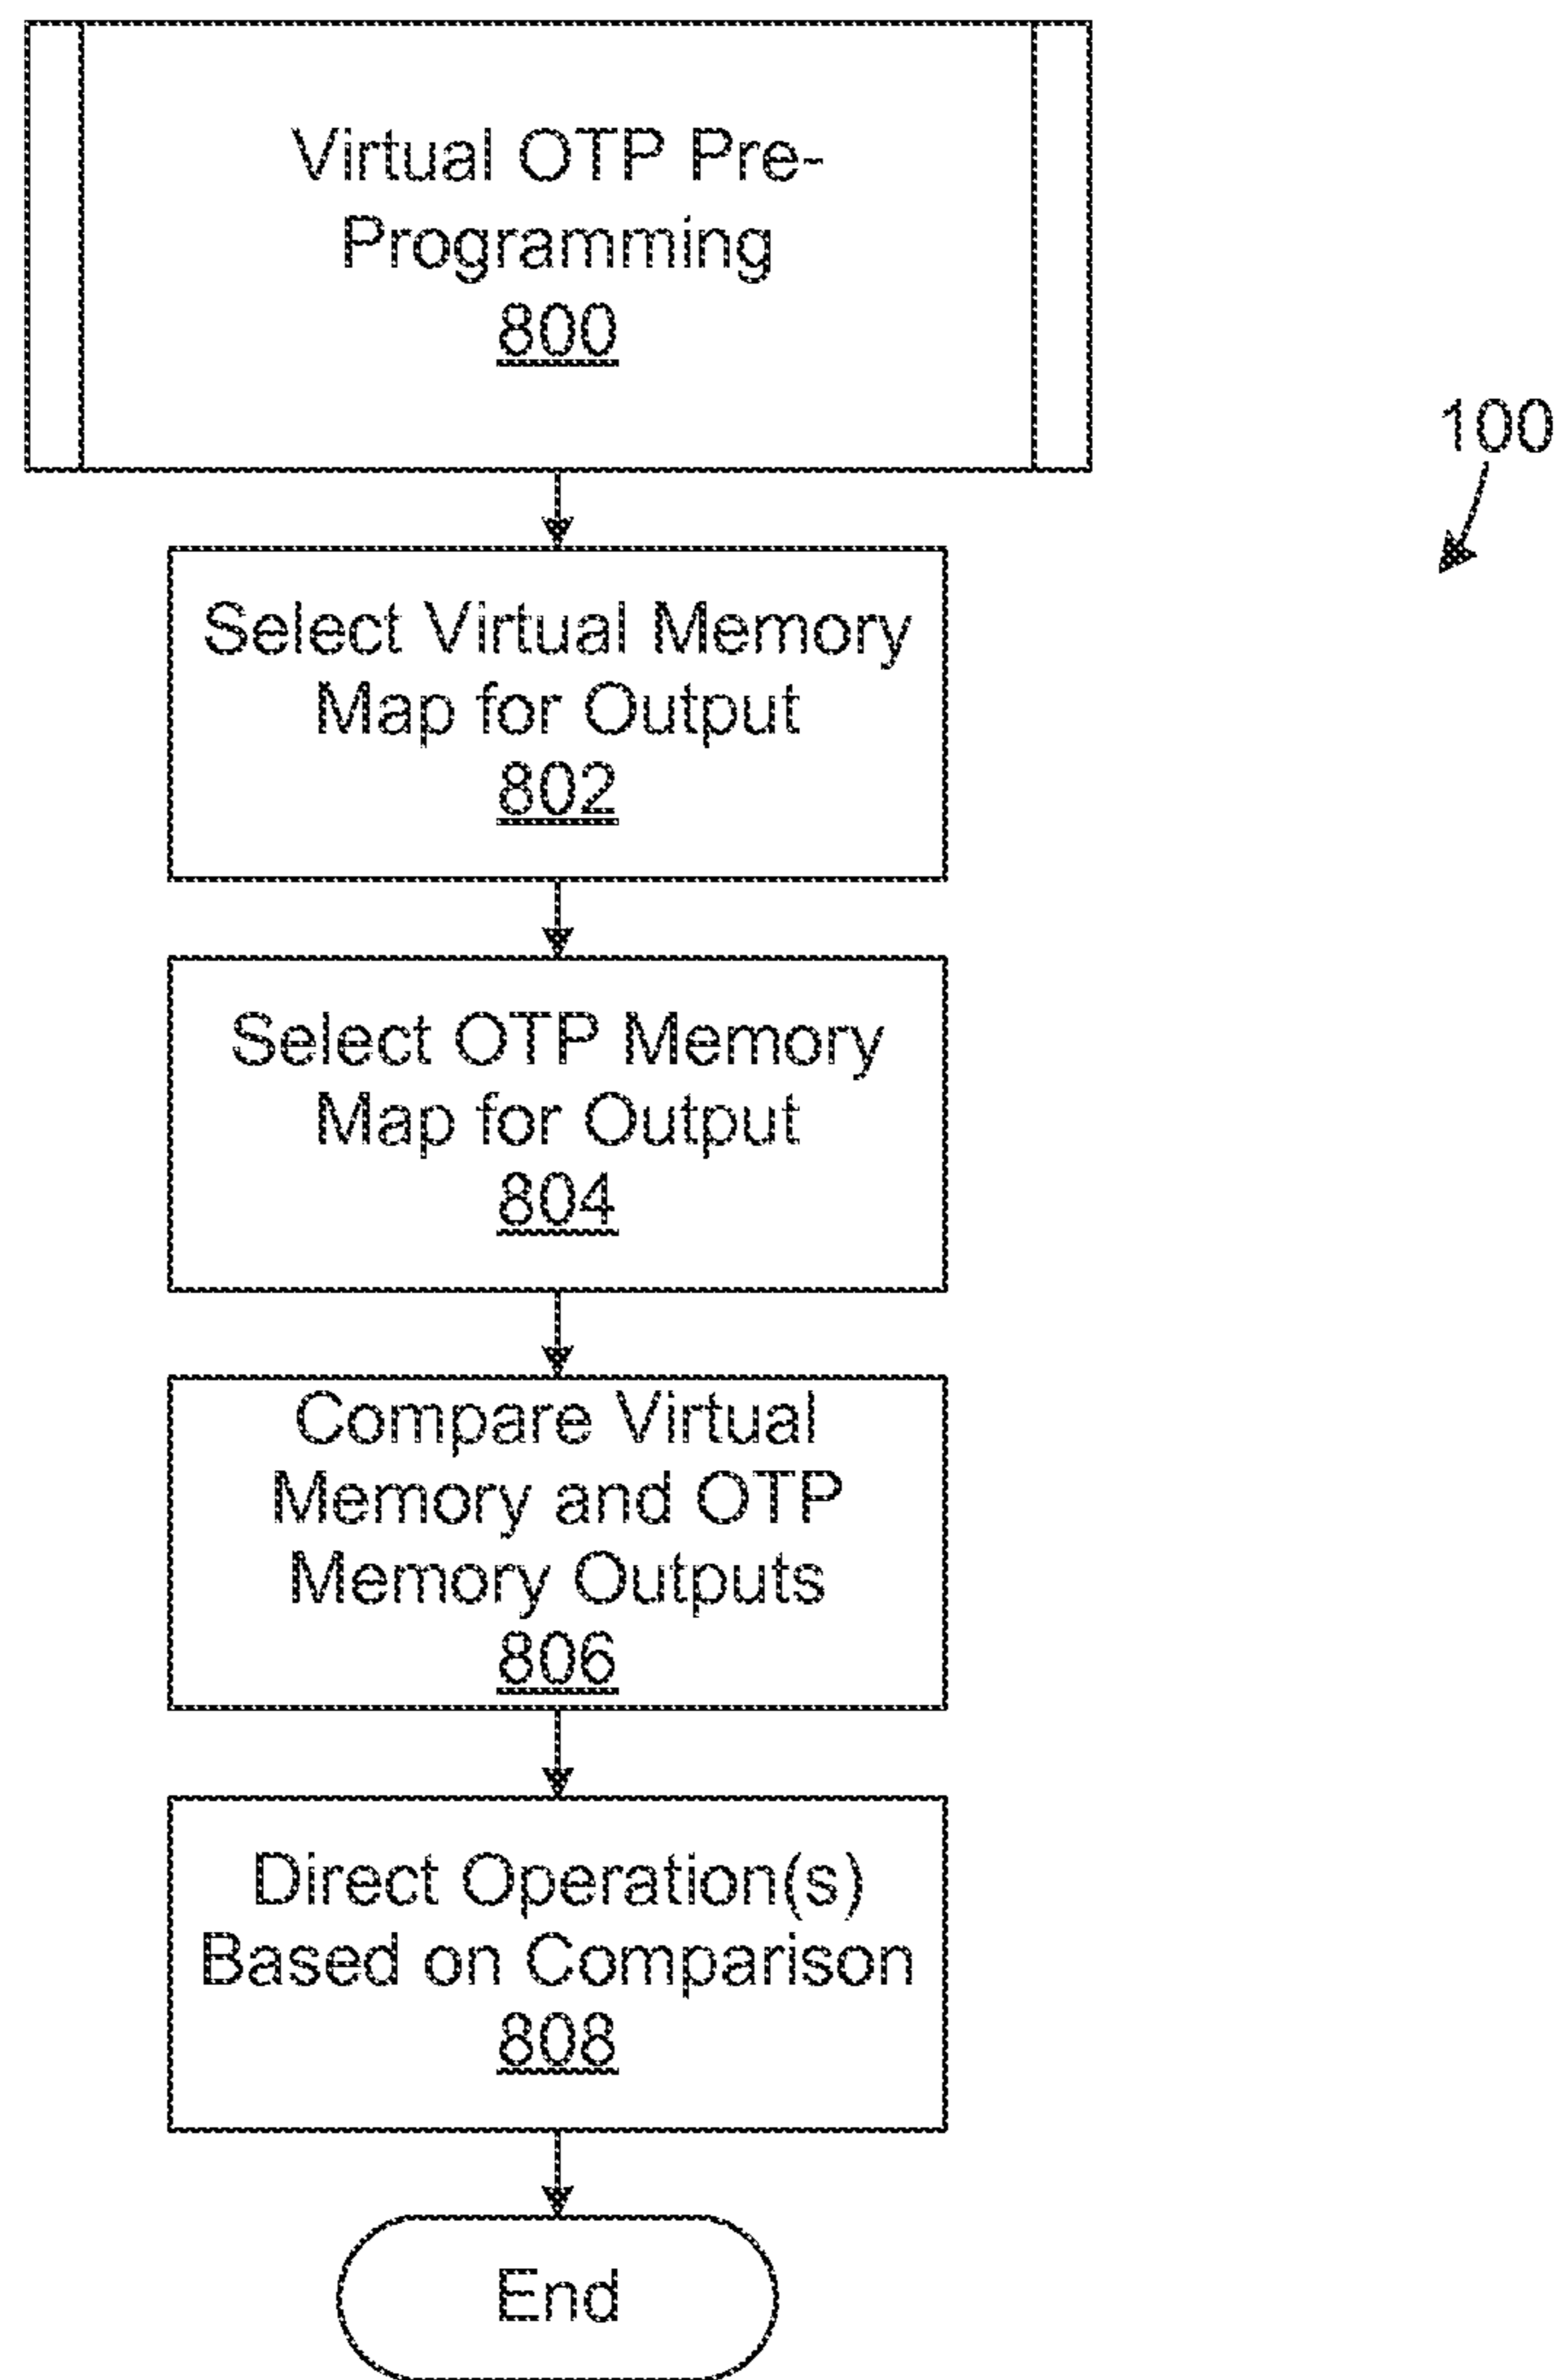 Virtual OTP Pre-
Programming
800
100
Select Virtual Memory
Map for Output
802
Select OTP Memory
Map for Output
804
Compare Virtual
Memory and OTP
Memory Outputs
806
Direct Operation(s)
Based on Comparison
808
End